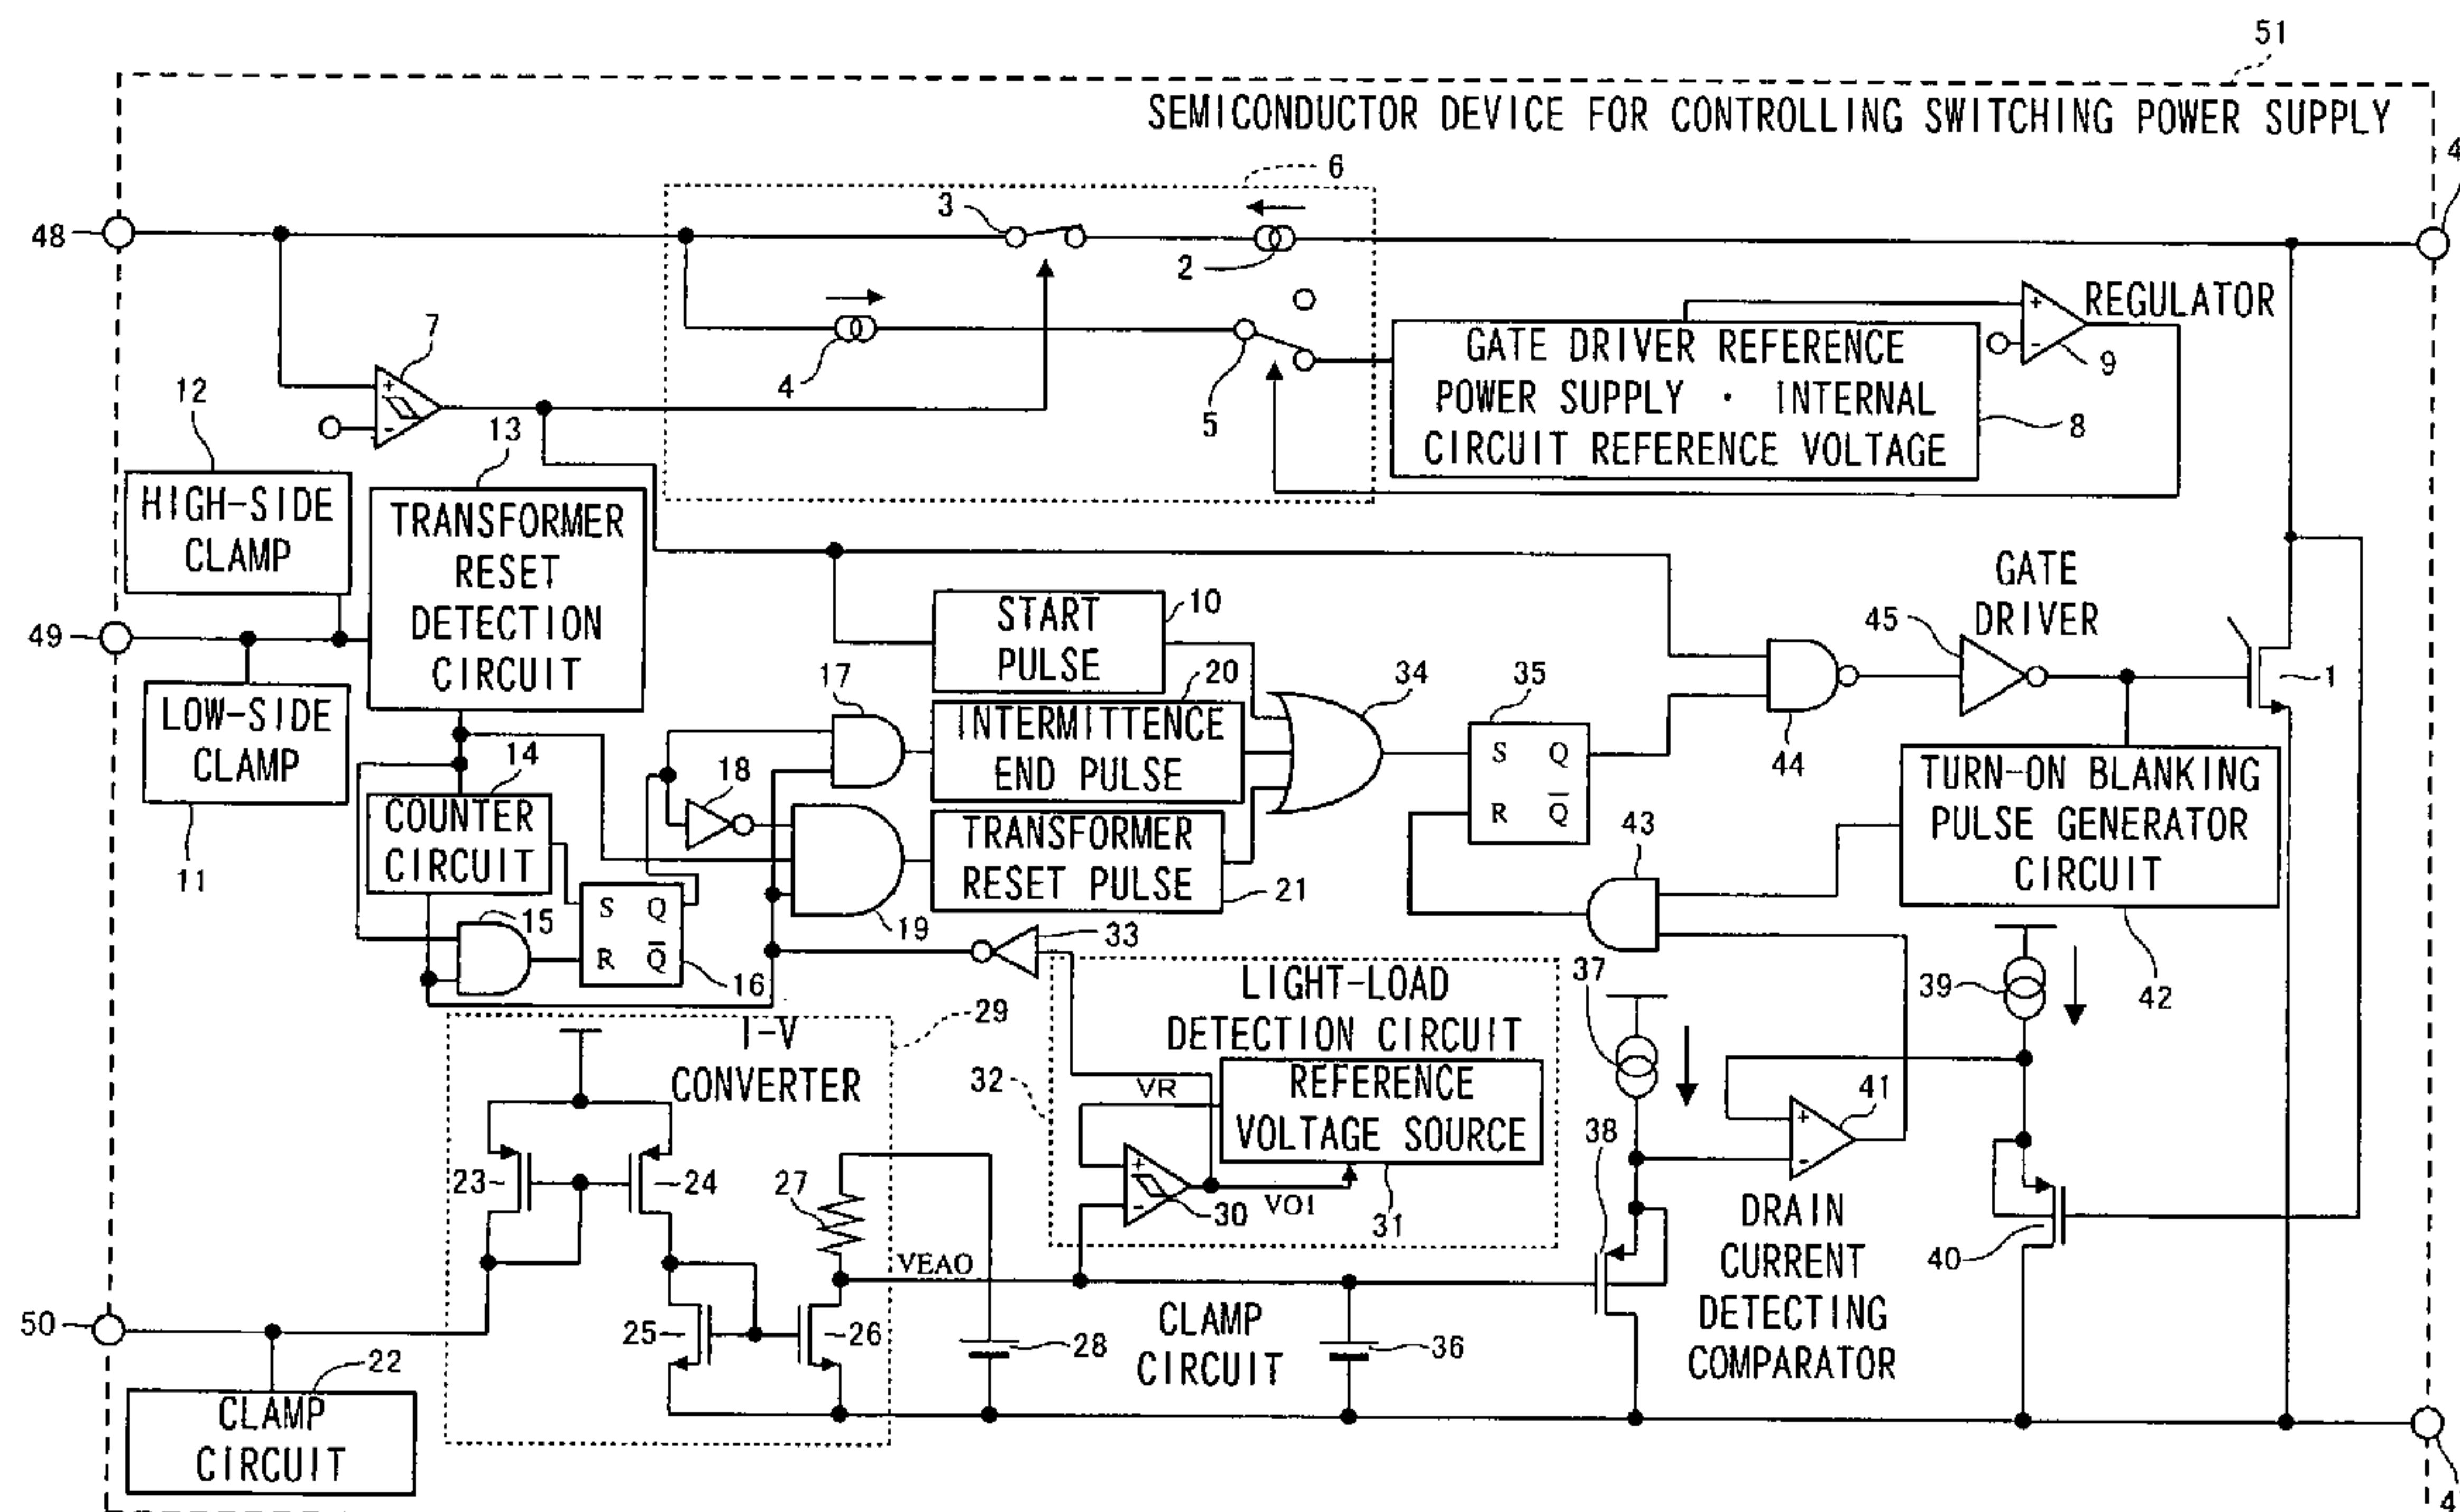 51
SEMICONDUCTOR DEVICE FOR CONTROLLING SWITCHING POWER SUPPLY
6
4
3
48
2
REGULATOR
+
-
9
7
4
5
GATE DRIVER REFERENCE
POWER SUPPLY · INTERNAL
CIRCUIT REFERENCE VOLTAGE
8
+
-
12
13
HIGH-SIDE
CLAMP
TRANSFORMER
RESET
DETECTION
CIRCUIT
49
LOW-SIDE
CLAMP
11
START
PULSE
10
GATE
DRIVER
45
1
17
20
INTERMITTENCE
END PULSE
34
35
S Q
R Q̅
44
14
COUNTER
CIRCUIT
18
19
TRANSFORMER
RESET PULSE
21
43
TURN-ON BLANKING
PULSE GENERATOR
CIRCUIT
42
15
S Q
R Q̅
16
33
LIGHT-LOAD
DETECTION CIRCUIT
32
37
39
29
I-V
CONVERTER
VR
REFERENCE
VOLTAGE SOURCE
31
+
-
30
VO1
38
+
-
41
23
24
27
VEAO
DRAIN
CURRENT
DETECTING
COMPARATOR
40
50
25
26
28
CLAMP
CIRCUIT
36
22
CLAMP
CIRCUIT
4